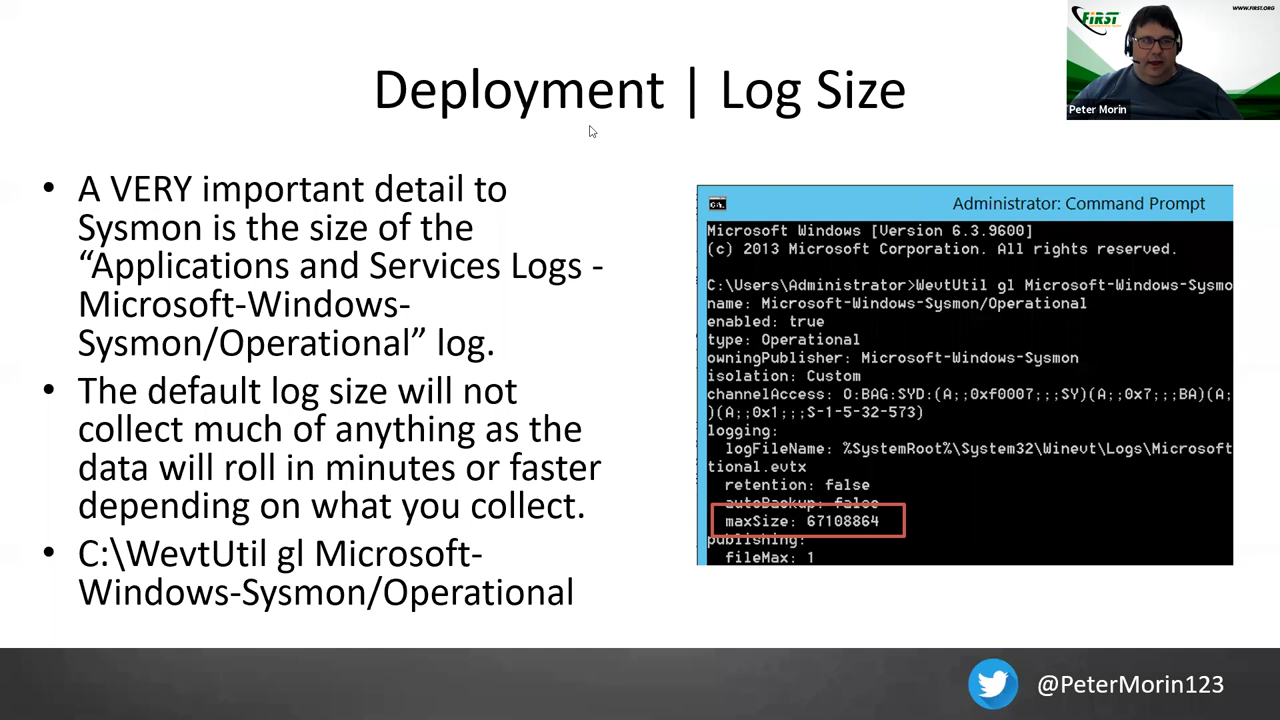 Deployment | Log Size
FIRST
WWW.FIRST.ORG
Peter Morin
• A VERY important detail to
Sysmon is the size of the
“Applications and Services Logs -
Microsoft-Windows-
Sysmon/Operational” log.
• The default log size will not
collect much of anything as the
data will roll in minutes or faster
depending on what you collect.
• C:\WevtUtil gl Microsoft-
Windows-Sysmon/Operational
Administrator: Command Prompt
Microsoft Windows [Version 6.3.9600]
(c) 2013 Microsoft Corporation. All rights reserved.
C:\Users\Administrator>WevtUtil gl Microsoft-Windows-Sysmo
name: Microsoft-Windows-Sysmon/Operational
enabled: true
type: Operational
owningPublisher: Microsoft-Windows-Sysmon
isolation: Custom
channelAccess: O:BAG:SYD:(A;;0xf0007;;;SY)(A;;0x7;;;BA)(A;
)(A;;0x1;;;S-1-5-32-573)
logging:
logFileName: %SystemRoot%\System32\Winevt\Logs\Microsoft
tional.evtx
retention: false
autoBackup: false
maxSize: 67108864
publishing:
fileMax: 1
@PeterMorin123